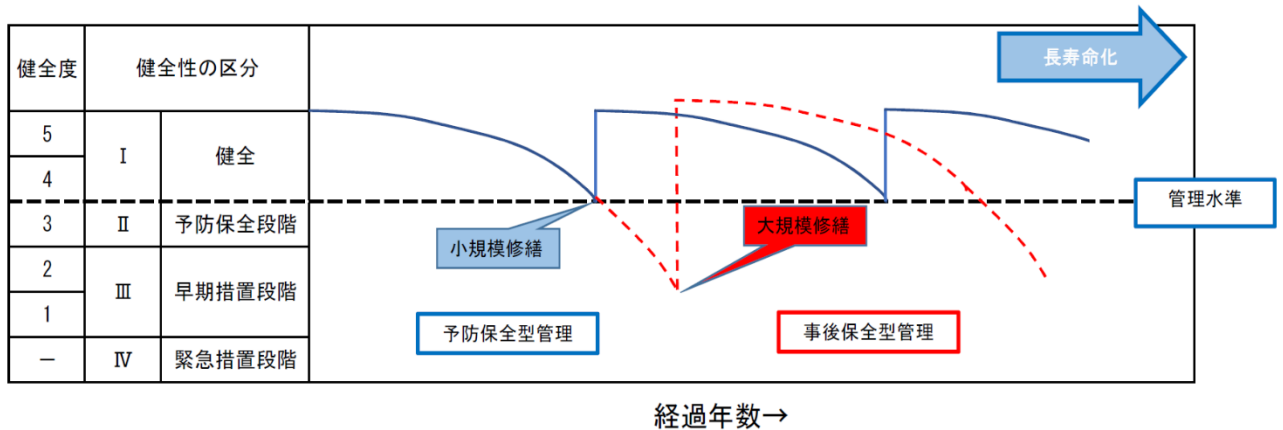 健全度
健全性の区分
長寿命化
5
4
Ⅰ
健全
管理水準
3
Ⅱ
予防保全段階
小規模修繕
大規模修繕
2
1
Ⅲ
早期措置段階
予防保全型管理
事後保全型管理
－
Ⅳ
緊急措置段階
経過年数→